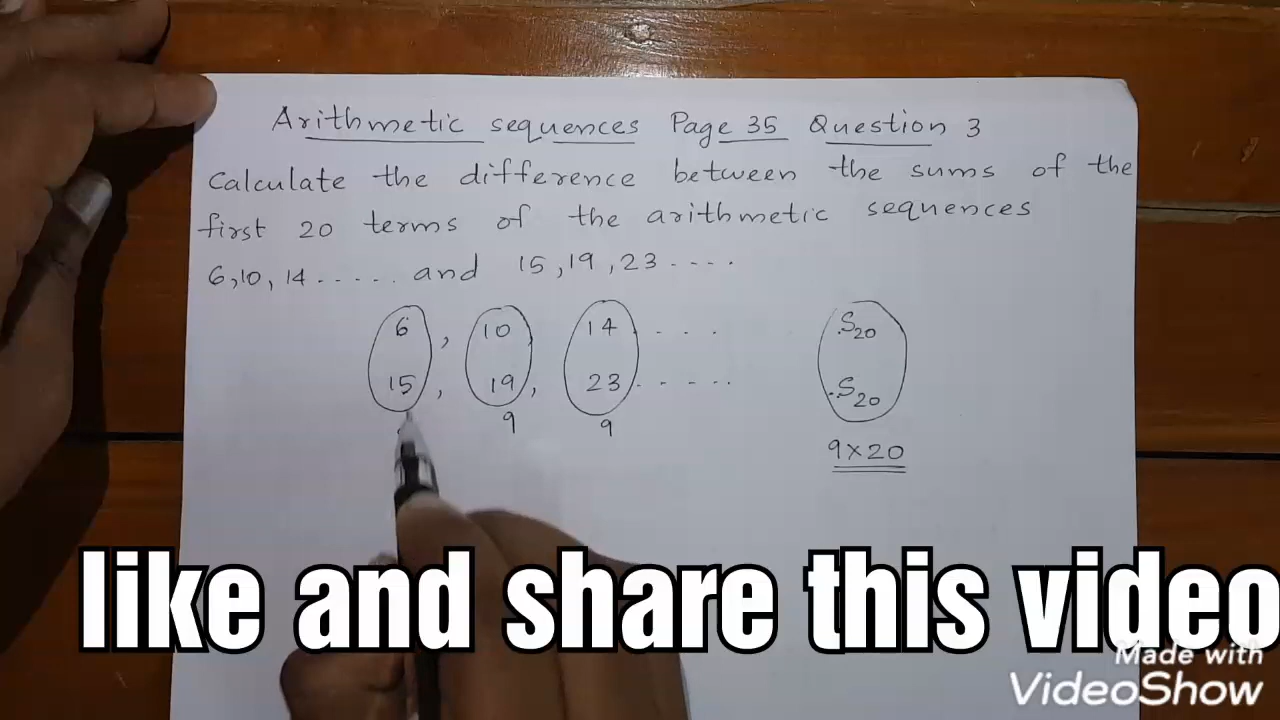 Arithmetic sequences Page 35 Question 3
Calculate the difference between the sums of the
first 20 terms of the arithmetic sequences
6,10, 14 ..... and 15,19,23 ....
6 , 10 14 ... S20
15 , 19 , 23 ..... S20
9 9
9×20
like and share this video
Made with
VideoShow